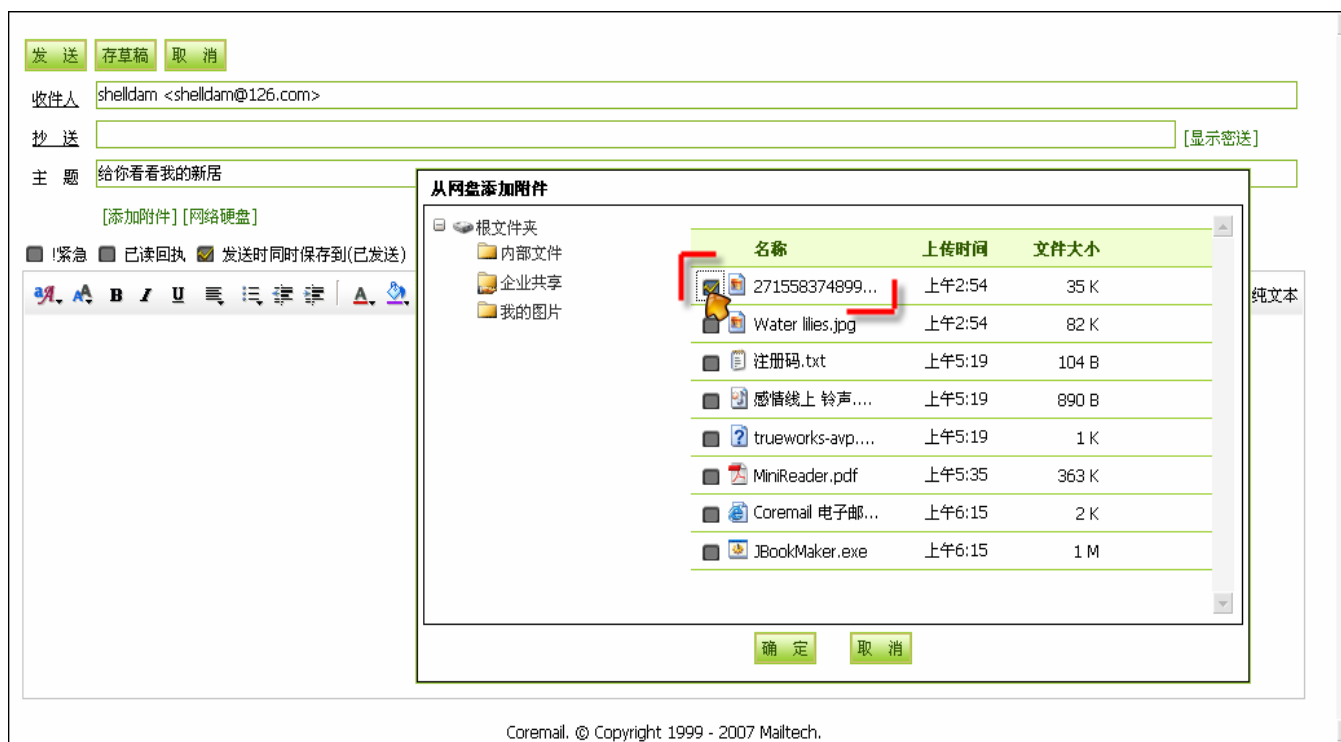 发 送 存草稿 取 消
收件人 shelldam <shelldam@126.com>
抄 送 [显示密送]
主 题 给你看看我的新居
[添加附件] [网络硬盘]
!紧急 已读回执 发送时同时保存到(已发送)
B I U A 纯文本
从网盘添加附件
根文件夹
内部文件
企业共享
我的图片
名称 上传时间 文件大小
271558374899... 上午2:54 35 K
Water lilies.jpg 上午2:54 82 K
注册码.txt 上午5:19 104 B
感情线上 铃声.... 上午5:19 890 B
trueworks-avp.... 上午5:19 1 K
MiniReader.pdf 上午5:35 363 K
Coremail 电子邮... 上午6:15 2 K
JBookMaker.exe 上午6:15 1 M
确 定 取 消
Coremail. © Copyright 1999 - 2007 Mailtech.